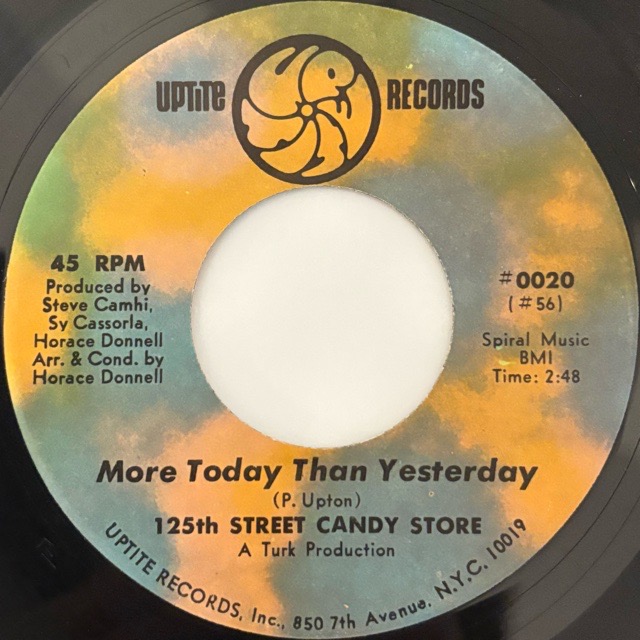 UPTITE RECORDS
45 RPM
Produced by
Steve Camhi,
Sy Cassorla,
Horace Donnell
Arr. & Cond. by
Horace Donnell
#0020
(#56)
Spiral Music
BMI
Time: 2:48
More Today Than Yesterday
(P. Upton)
125th STREET CANDY STORE
A Turk Production
UPTITE RECORDS, Inc., 850 7th Avenue. N.Y.C. 10019